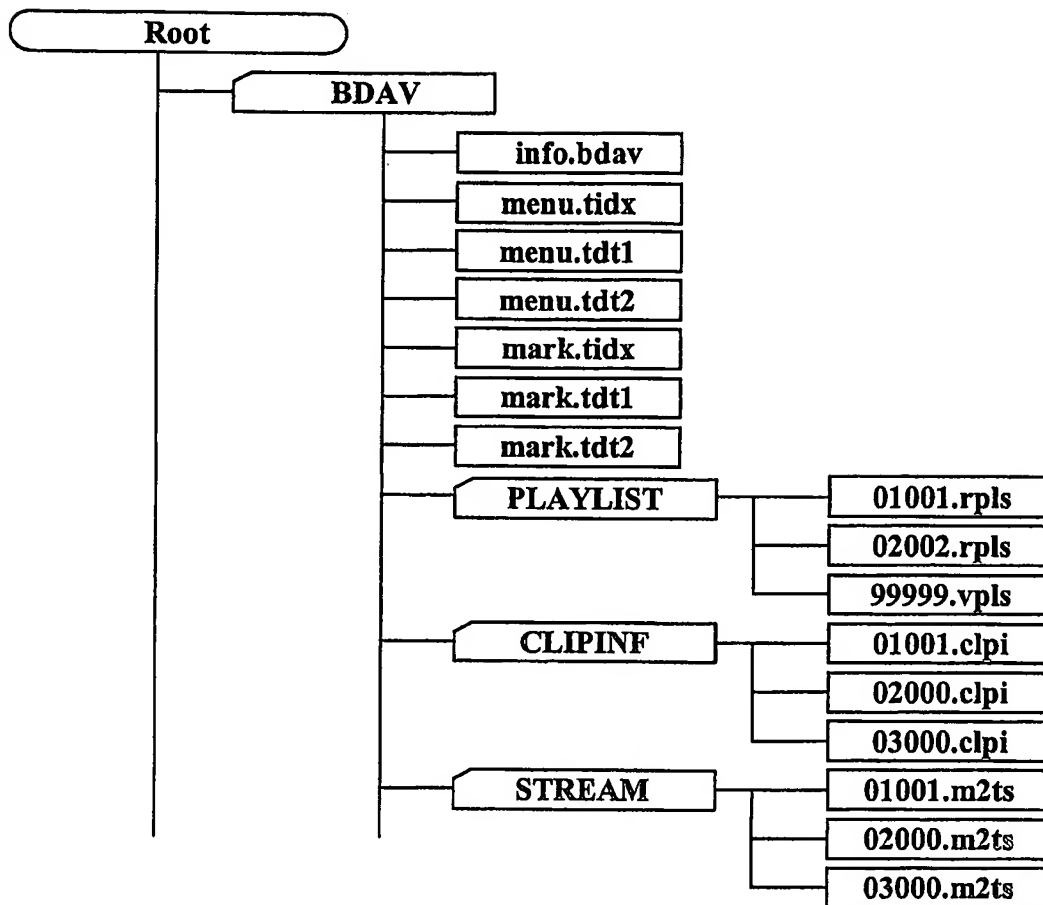 Root
BDAV
info.bdav
menu.tidx
menu.tdt1
menu.tdt2
mark.tidx
mark.tdt1
mark.tdt2
PLAYLIST
01001.rpls
02002.rpls
99999.vpls
CLIPINF
01001.clpi
02000.clpi
03000.clpi
STREAM
01001.m2ts
02000.m2ts
03000.m2ts